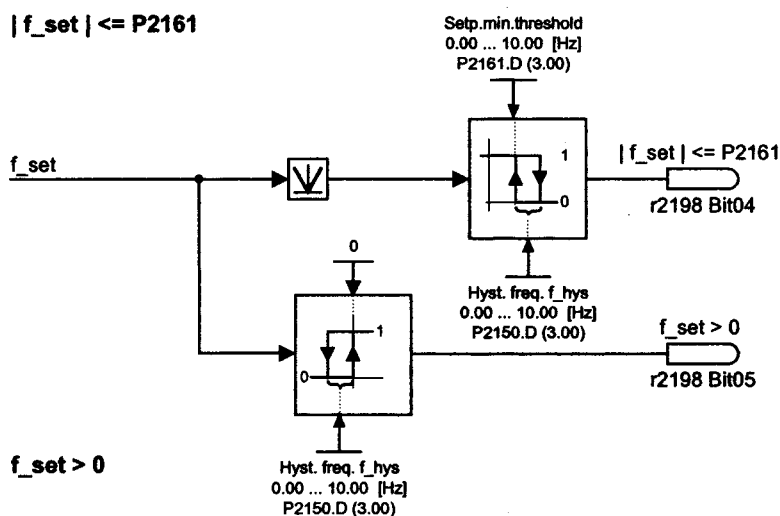 | f_set | <= P2161
Setp.min.threshold
0.00 ... 10.00 [Hz]
P2161.D (3.00)
f_set
1
0
| f_set | <= P2161
r2198 Bit04
Hyst. freq. f_hys
0.00 ... 10.00 [Hz]
P2150.D (3.00)
0
1
0
f_set > 0
r2198 Bit05
f_set > 0
Hyst. freq. f_hys
0.00 ... 10.00 [Hz]
P2150.D (3.00)